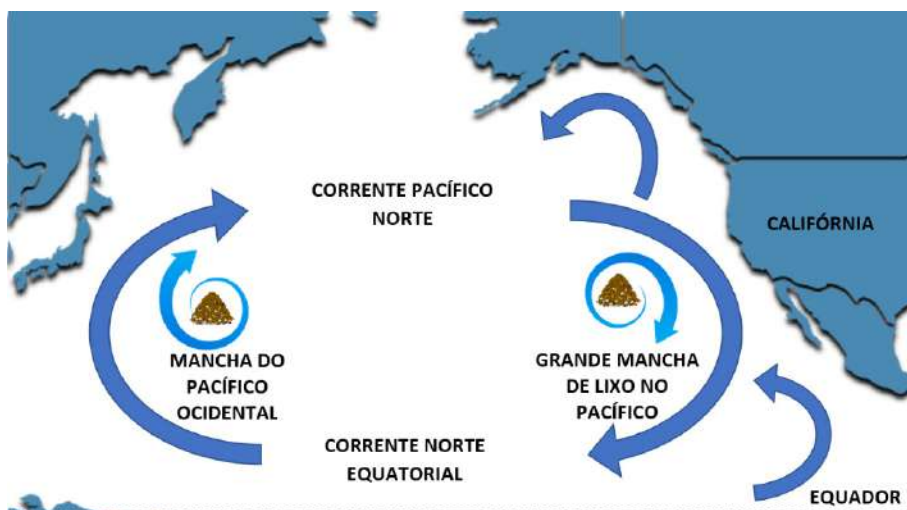 CORRENTE PACÍFICO
NORTE
CALIFÓRNIA
MANCHA DO
PACÍFICO
OCIDENTAL
GRANDE MANCHA
DE LIXO NO
PACÍFICO
CORRENTE NORTE
EQUATORIAL
EQUADOR